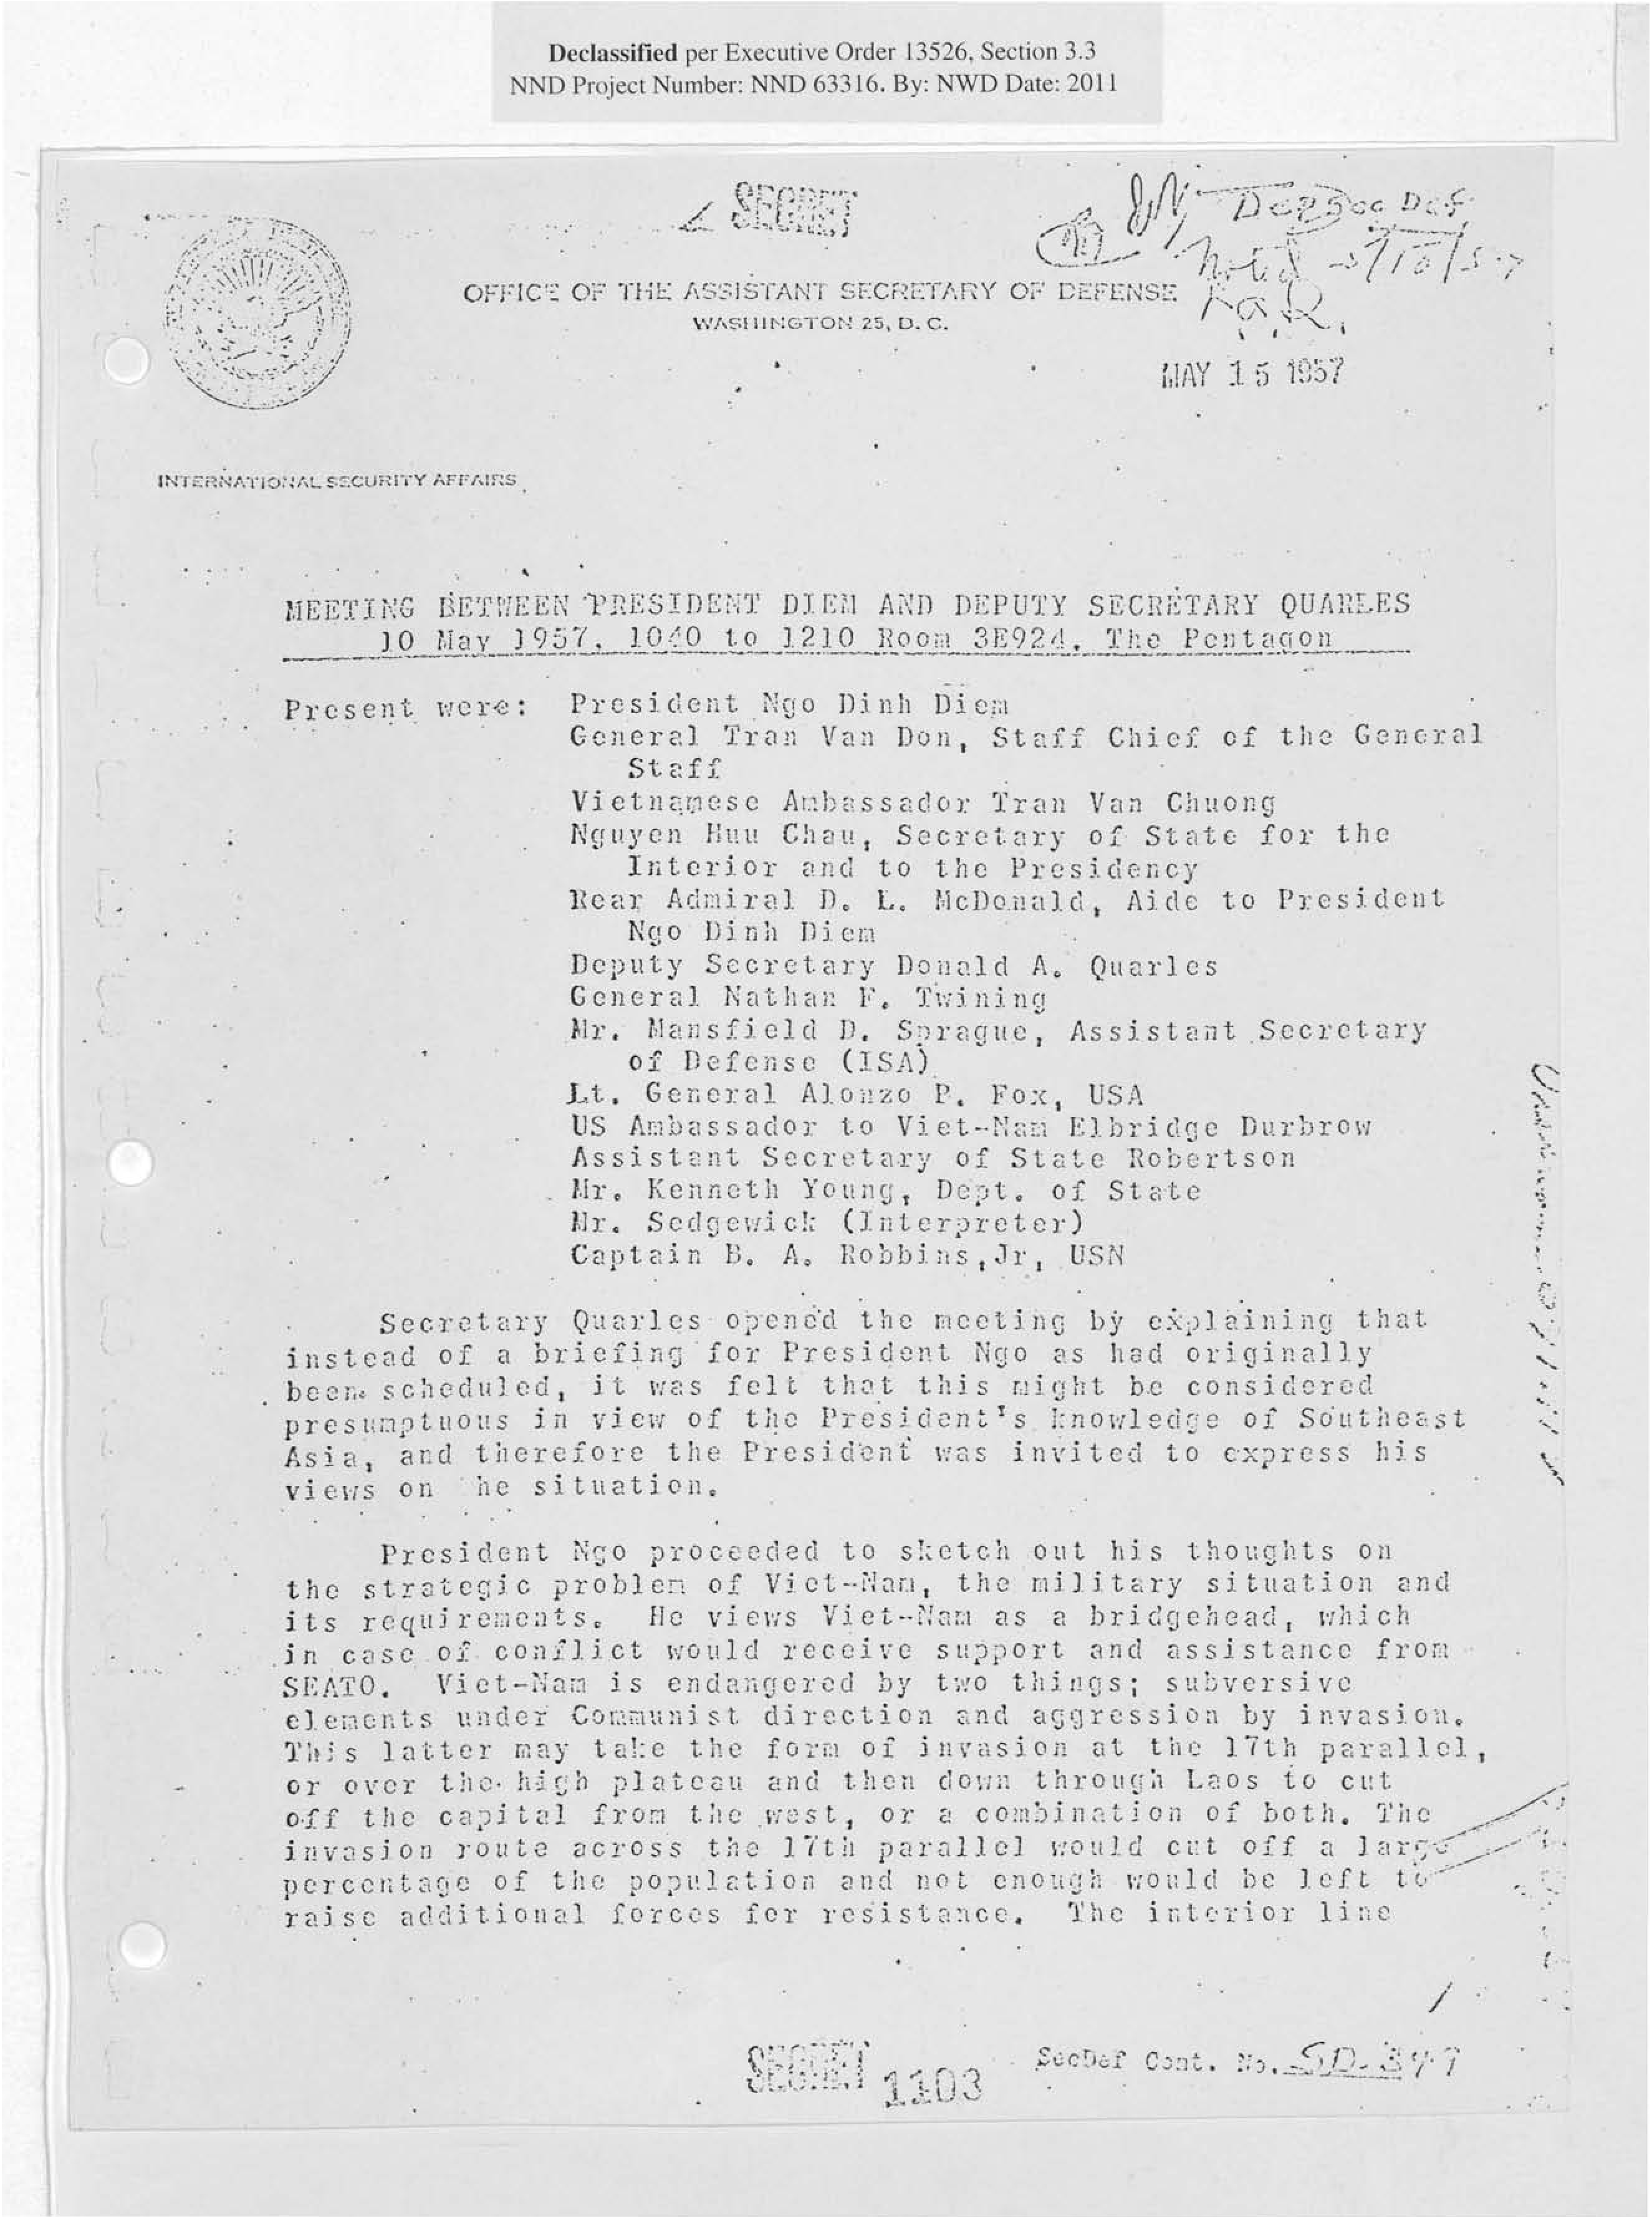 Declassified per Executive Order 13526, Section 3.3
NND Project Number: NND 63316. By: NWD Date: 2011
SECRET
Dep Sec Def
Noted 5/15/57
OFFICE OF THE ASSISTANT SECRETARY OF DEFENSE
WASHINGTON 25, D. C.
MAY 15 1957
INTERNATIONAL SECURITY AFFAIRS
MEETING BETWEEN PRESIDENT DIEM AND DEPUTY SECRETARY QUARLES
10 May 1957, 1040 to 1210 Room 3E924, The Pentagon
Present were: President Ngo Dinh Diem
General Tran Van Don, Staff Chief of the General
Staff
Vietnamese Ambassador Tran Van Chuong
Nguyen Huu Chau, Secretary of State for the
Interior and to the Presidency
Rear Admiral D. L. McDonald, Aide to President
Ngo Dinh Diem
Deputy Secretary Donald A. Quarles
General Nathan F. Twining
Mr. Mansfield D. Sprague, Assistant Secretary
of Defense (ISA)
Lt. General Alonzo P. Fox, USA
US Ambassador to Viet-Nam Elbridge Durbrow
Assistant Secretary of State Robertson
Mr. Kenneth Young, Dept. of State
Mr. Sedgewick (Interpreter)
Captain B. A. Robbins,Jr, USN
Secretary Quarles opened the meeting by explaining that
instead of a briefing for President Ngo as had originally
been scheduled, it was felt that this might be considered
presumptuous in view of the President's knowledge of Southeast
Asia, and therefore the President was invited to express his
views on he situation.
President Ngo proceeded to sketch out his thoughts on
the strategic problem of Viet-Nam, the military situation and
its requirements. He views Viet-Nam as a bridgehead, which
in case of conflict would receive support and assistance from
SEATO. Viet-Nam is endangered by two things; subversive
elements under Communist direction and aggression by invasion.
This latter may take the form of invasion at the 17th parallel,
or over the high plateau and then down through Laos to cut
off the capital from the west, or a combination of both. The
invasion route across the 17th parallel would cut off a large
percentage of the population and not enough would be left to
raise additional forces for resistance. The interior line
SECRET
1103
SecDef Cont. No. SD-347